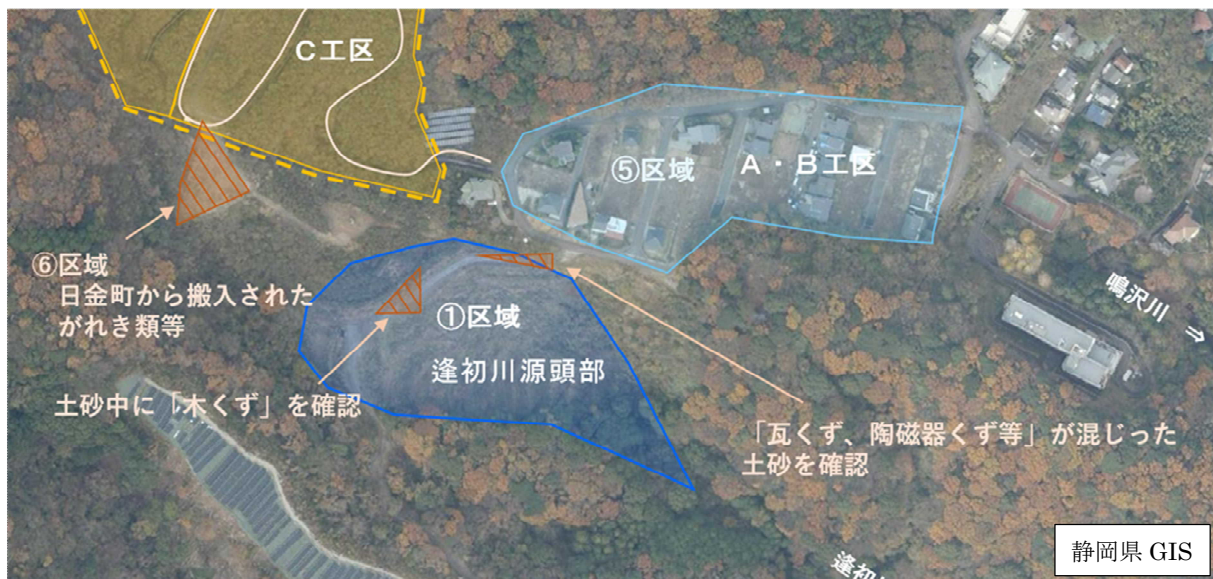 C工区
⑤区域
A・B工区
⑥区域
日金町から搬入された
がれき類等
①区域
逢初川源頭部
土砂中に「木くず」を確認
「瓦くず、陶磁器くず等」が混じった
土砂を確認
鳴沢川 ⇒
逢初
静岡県 GIS